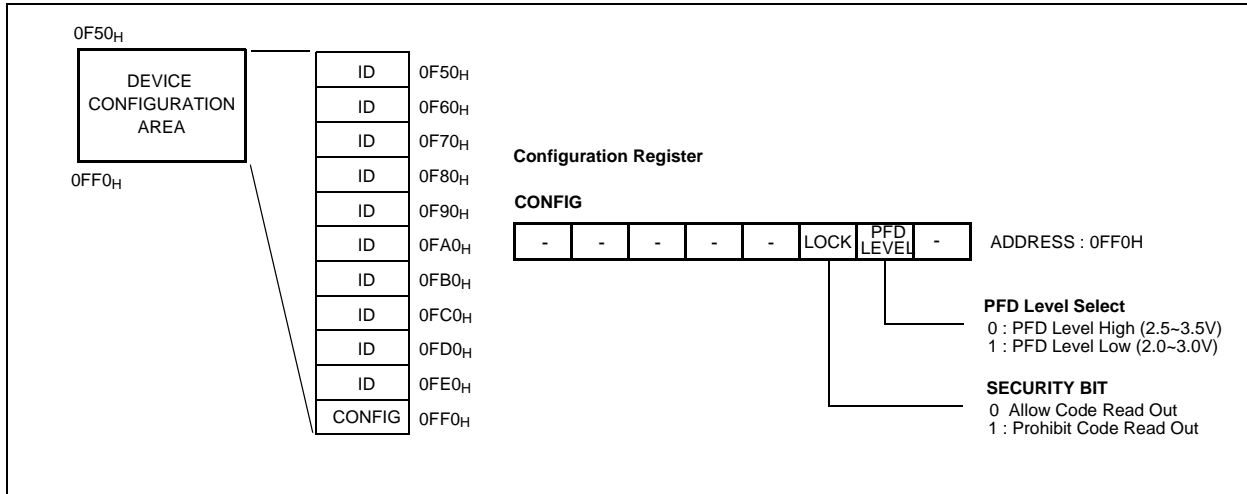 0F50H
DEVICE
CONFIGURATION
AREA
0FF0H
ID 0F50H
ID 0F60H
ID 0F70H
ID 0F80H
ID 0F90H
ID 0FA0H
ID 0FB0H
ID 0FC0H
ID 0FD0H
ID 0FE0H
CONFIG 0FF0H
Configuration Register
CONFIG
- - - - - LOCK PFD LEVEL - ADDRESS : 0FF0H
PFD Level Select
0 : PFD Level High (2.5~3.5V)
1 : PFD Level Low (2.0~3.0V)
SECURITY BIT
0 Allow Code Read Out
1 : Prohibit Code Read Out